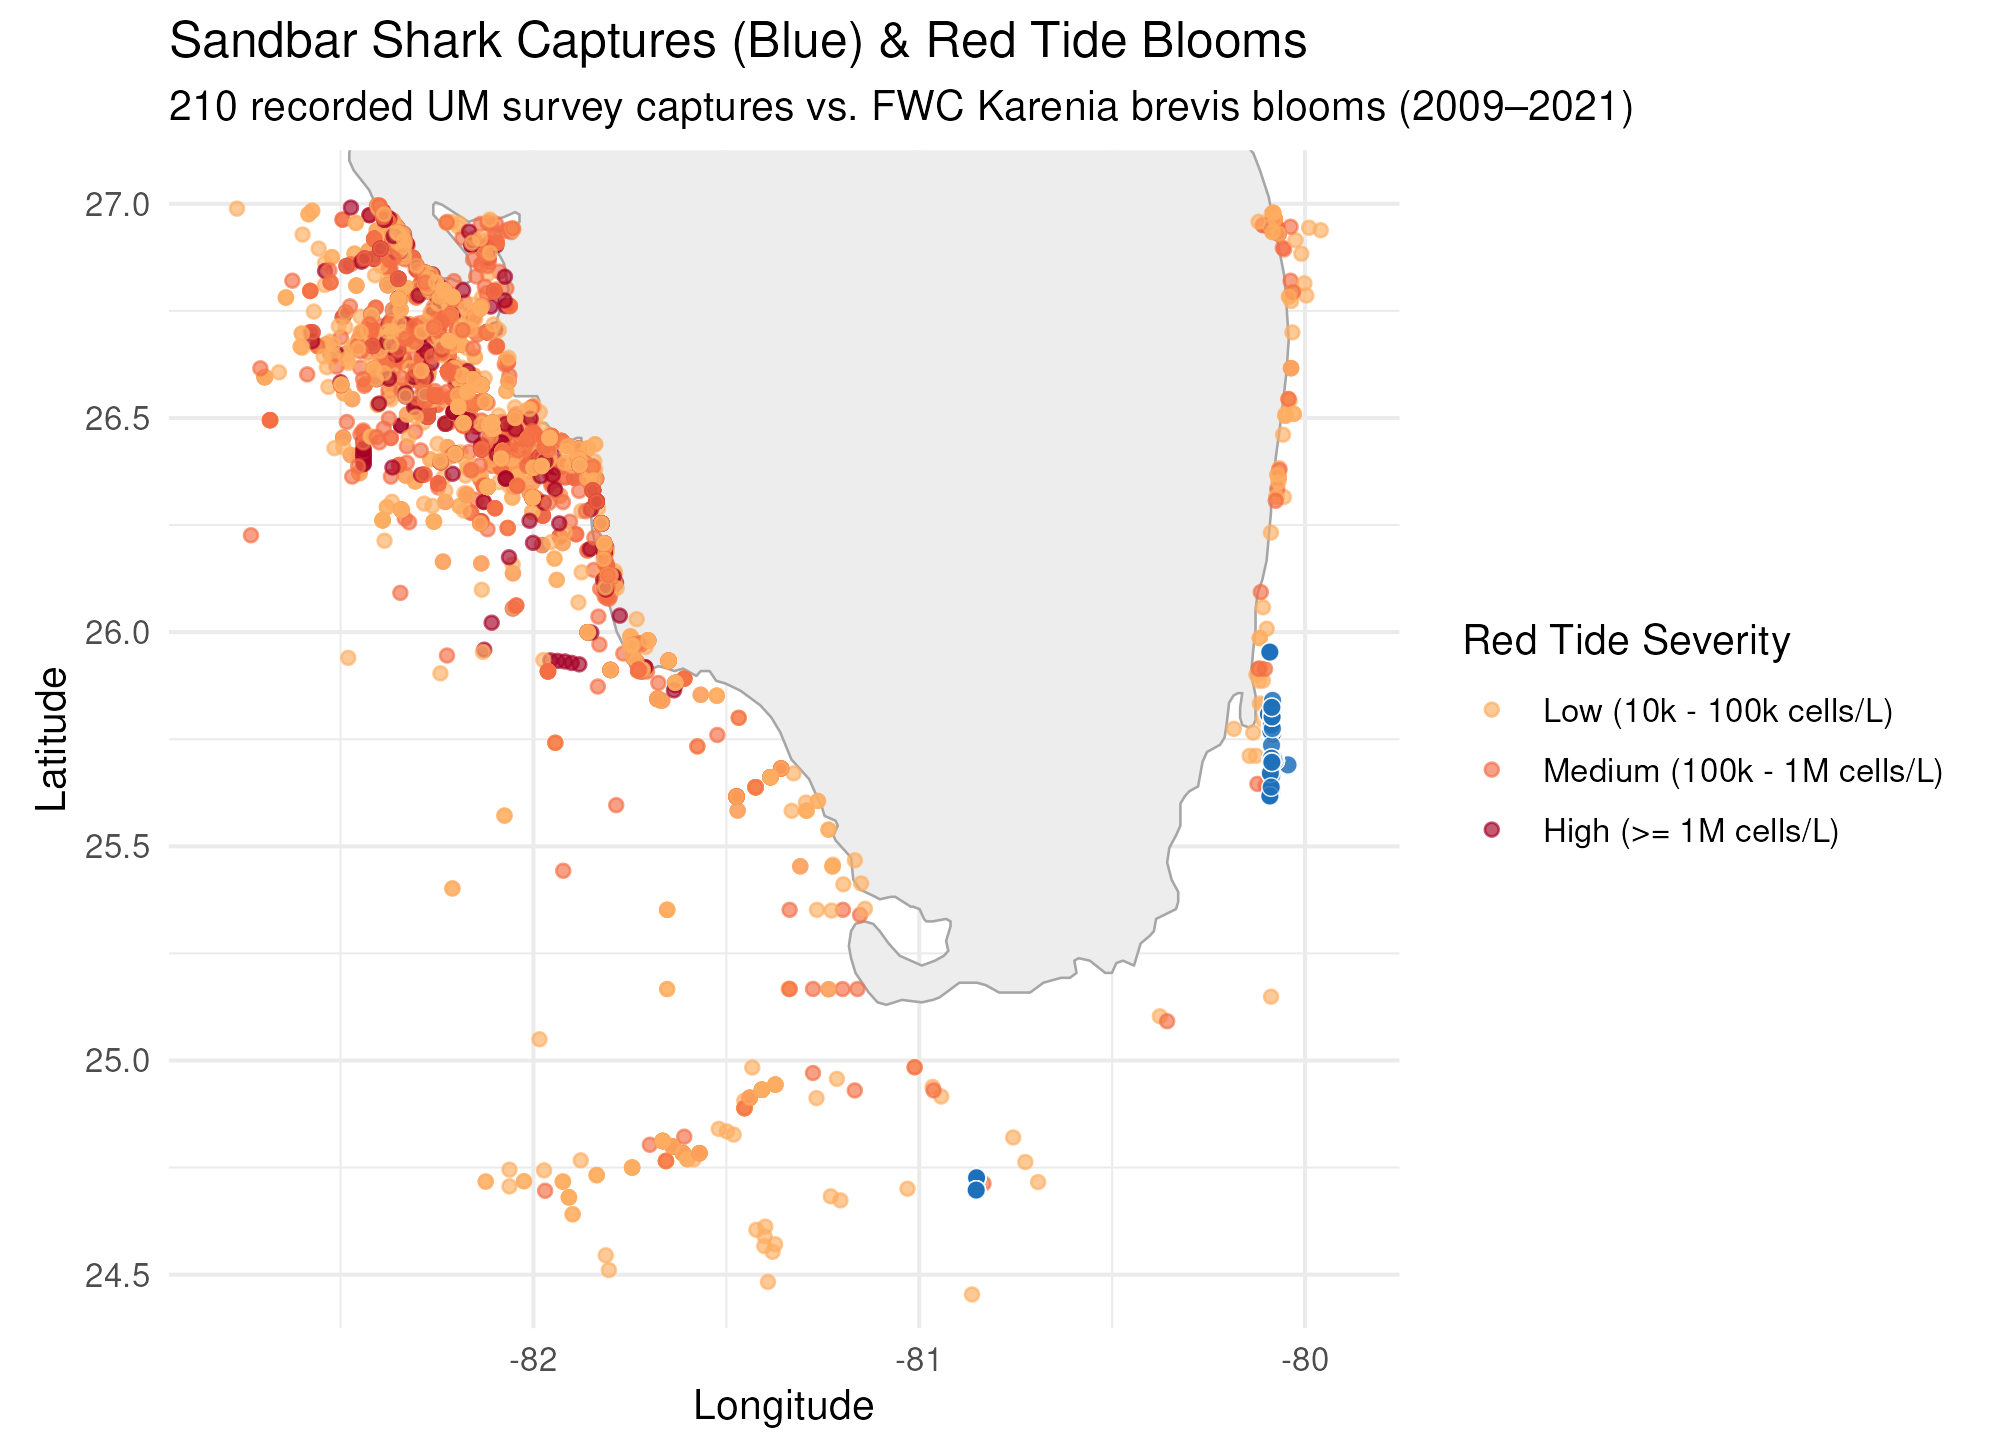 Sandbar Shark Captures (Blue) & Red Tide Blooms
210 recorded UM survey captures vs. FWC Karenia brevis blooms (2009–2021)
27.0
26.5
26.0
25.5
25.0
24.5
Latitude
-82
-81
-80
Longitude
Red Tide Severity
Low (10k - 100k cells/L)
Medium (100k - 1M cells/L)
High (>= 1M cells/L)